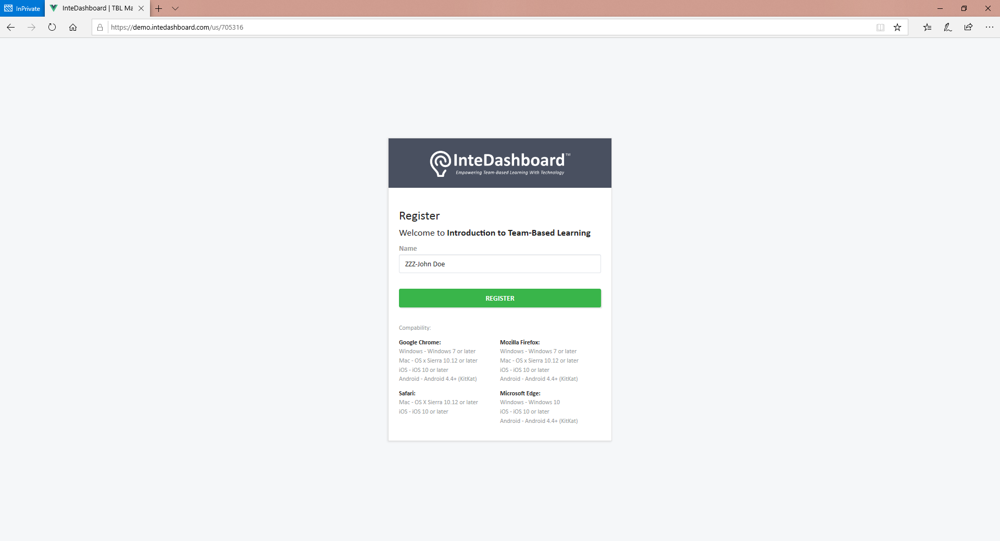 InPrivate
InteDashboard | TBL Ma
https://demo.intedashboard.com/us/705316
InteDashboard™
Empowering Team-Based Learning With Technology
Register
Welcome to Introduction to Team-Based Learning
Name
ZZZ-John Doe
REGISTER
Compability:
Google Chrome:
Windows - Windows 7 or later
Mac - OS x Sierra 10.12 or later
iOS - iOS 10 or later
Android - Android 4.4+ (KitKat)
Mozilla Firefox:
Windows - Windows 7 or later
Mac - OS x Sierra 10.12 or later
iOS - iOS 10 or later
Android - Android 4.4+ (KitKat)
Safari:
Mac - OS X Sierra 10.12 or later
iOS - iOS 10 or later
Microsoft Edge:
Windows - Windows 10
iOS - iOS 10 or later
Android - Android 4.4+ (KitKat)